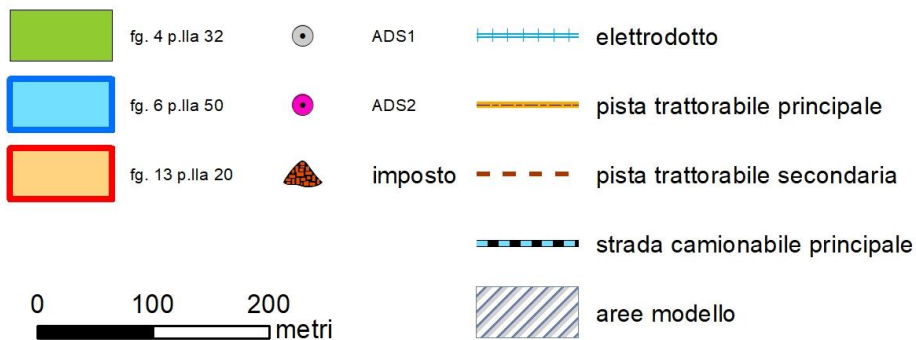 fg. 4 p.lla 32
ADS1
elettrodotto
fg. 6 p.lla 50
ADS2
pista trattorabile principale
fg. 13 p.lla 20
imposto
pista trattorabile secondaria
strada camionabile principale
0 100 200
metri
aree modello